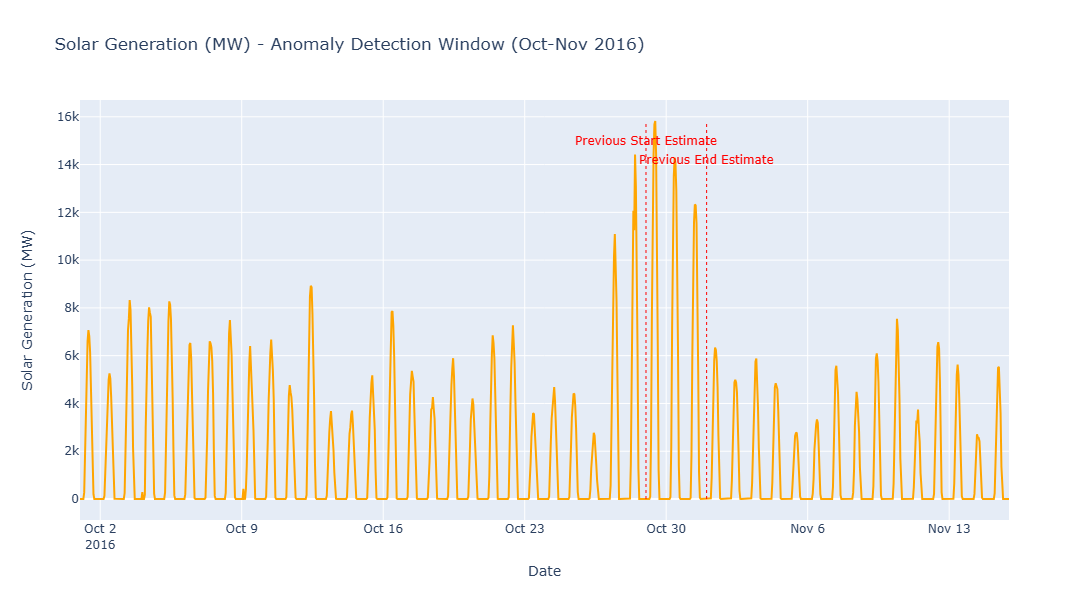 Solar Generation (MW) - Anomaly Detection Window (Oct-Nov 2016)
16k
14k
12k
10k
8k
6k
4k
2k
0
Solar Generation (MW)
Previous Start Estimate
Previous End Estimate
Oct 2
2016
Oct 9
Oct 16
Oct 23
Oct 30
Nov 6
Nov 13
Date